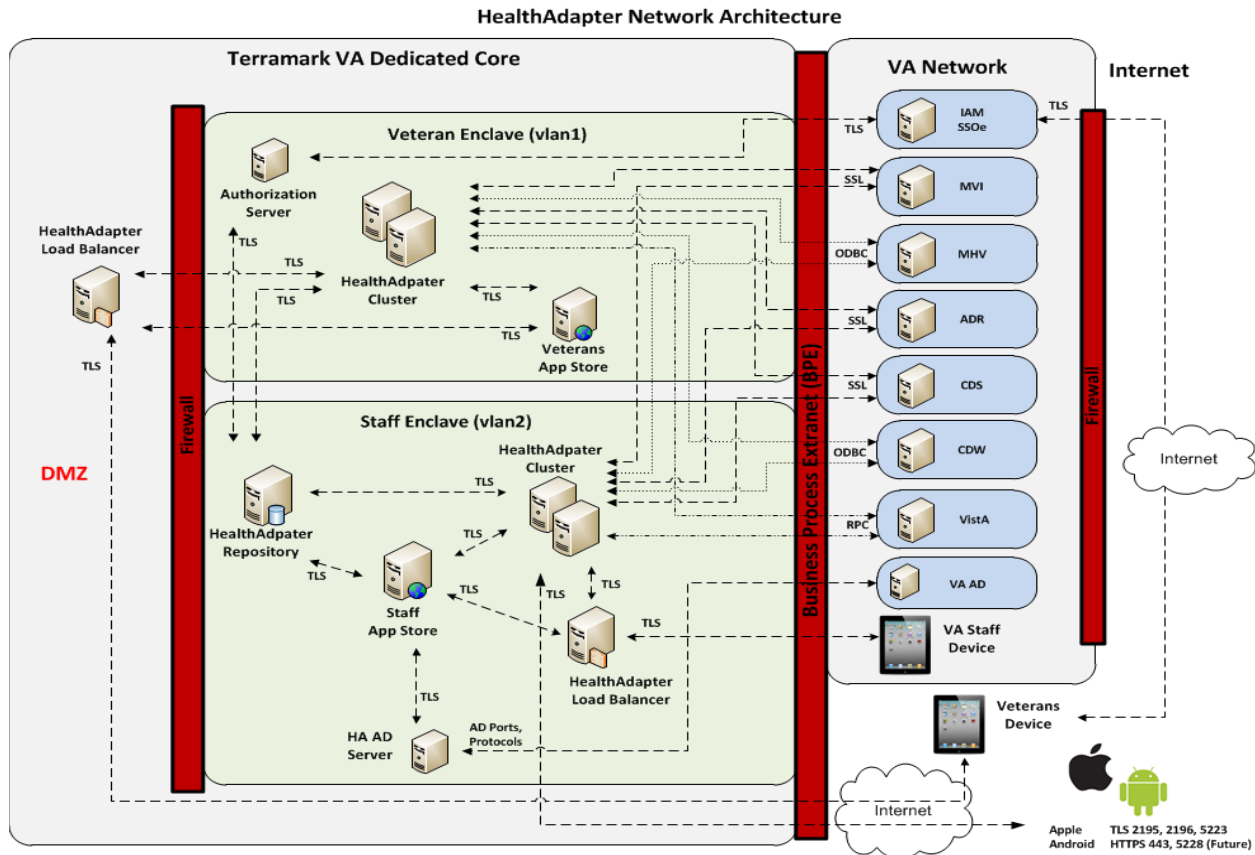 HealthAdapter Network Architecture
Terramark VA Dedicated Core
VA Network
Internet
Veteran Enclave (vlan1)
Authorization
Server
HealthAdapter
Load Balancer
TLS
TLS
TLS
TLS
HealthAdpater
Cluster
TLS
TLS
Veterans
App Store
TLS
Firewall
DMZ
Staff Enclave (vlan2)
HealthAdpater
Cluster
HealthAdpater
Repository
TLS
TLS
TLS
TLS
TLS
Staff
App Store
TLS
HealthAdapter
Load Balancer
TLS
HA AD
Server
AD Ports,
Protocols
Business Process Extranet (BPE)
TLS
IAM
SSOe
TLS
SSL
MVI
ODBC
MHV
SSL
ADR
SSL
CDS
ODBC
CDW
RPC
VistA
VA AD
VA Staff
Device
Firewall
Internet
Veterans
Device
Internet
Apple TLS 2195, 2196, 5223
Android HTTPS 443, 5228 (Future)